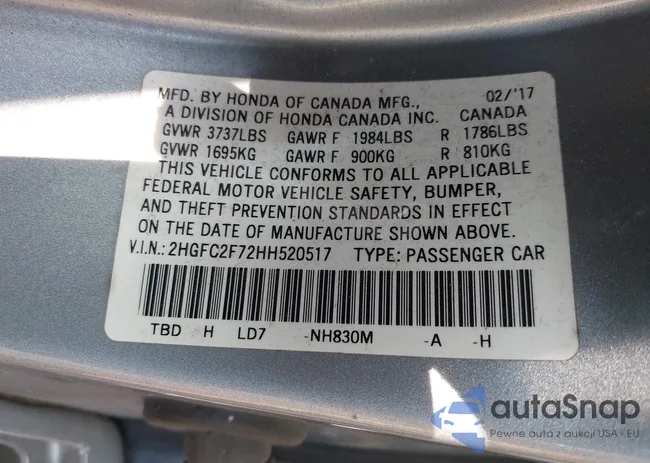 MFD. BY HONDA OF CANADA MFG., 02/'17
A DIVISION OF HONDA CANADA INC. CANADA
GVWR 3737LBS GAWR F 1984LBS R 1786LBS
GVWR 1695KG GAWR F 900KG R 810KG
THIS VEHICLE CONFORMS TO ALL APPLICABLE
FEDERAL MOTOR VEHICLE SAFETY, BUMPER,
AND THEFT PREVENTION STANDARDS IN EFFECT
ON THE DATE OF MANUFACTURE SHOWN ABOVE.
V.I.N.: 2HGFC2F72HH520517 TYPE: PASSENGER CAR
TBD H LD7 -NH830M -A -H
autaSnap
Pewne auta z aukcji USA i EU